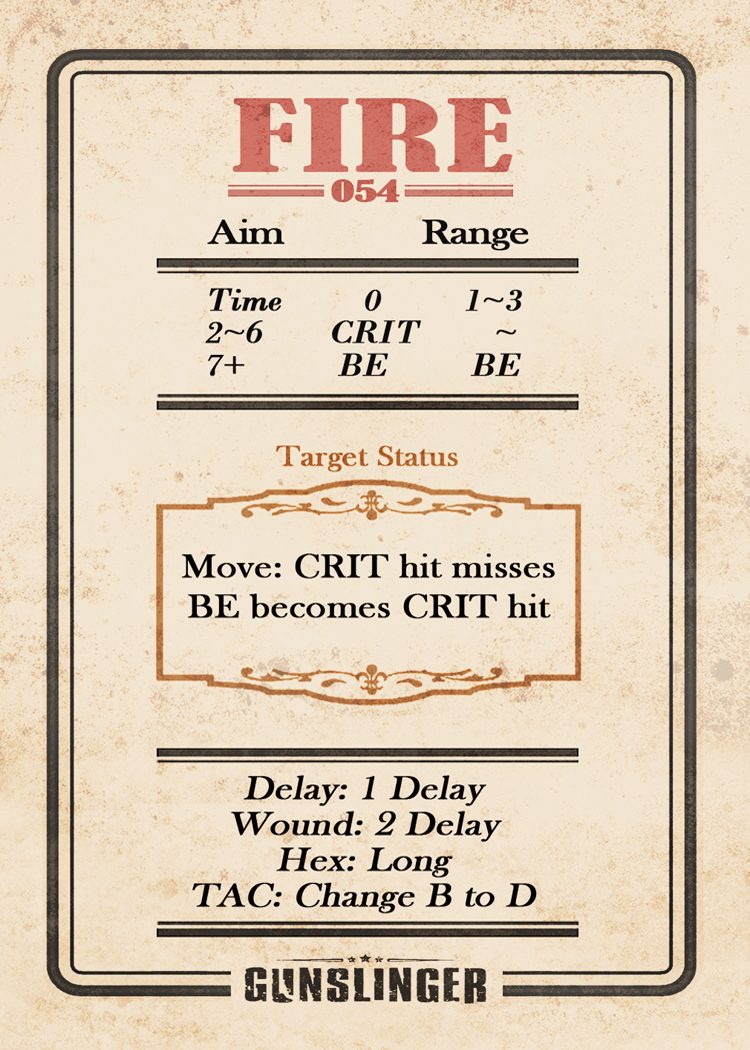 FIRE
054
Aim Range
Time 0 1~3
2~6 CRIT ~
7+ BE BE
Target Status
Move: CRIT hit misses
BE becomes CRIT hit
Delay: 1 Delay
Wound: 2 Delay
Hex: Long
TAC: Change B to D
GUNSLINGER